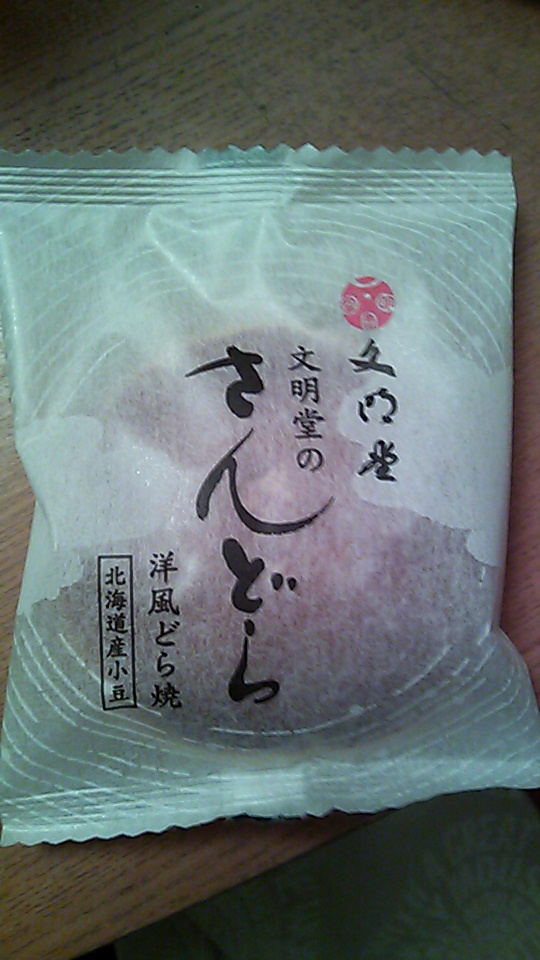 文明堂
文明堂の
さんどら
洋風どら焼
北海道産小豆